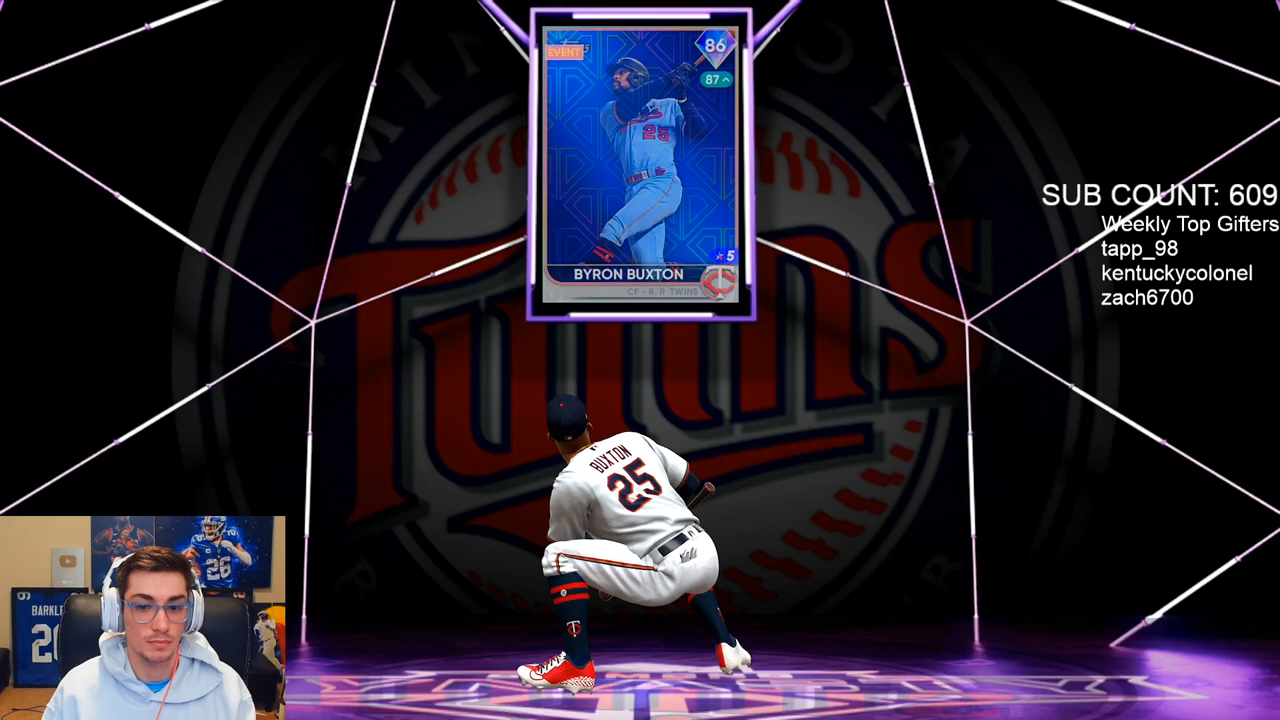 EVENT
86
87
25
5
BYRON BUXTON
CF - R/R TWINS
Twins
SUB COUNT: 609
Weekly Top Gifters
tapp_98
kentuckycolonel
zach6700
BUXTON
25
26
BARKL